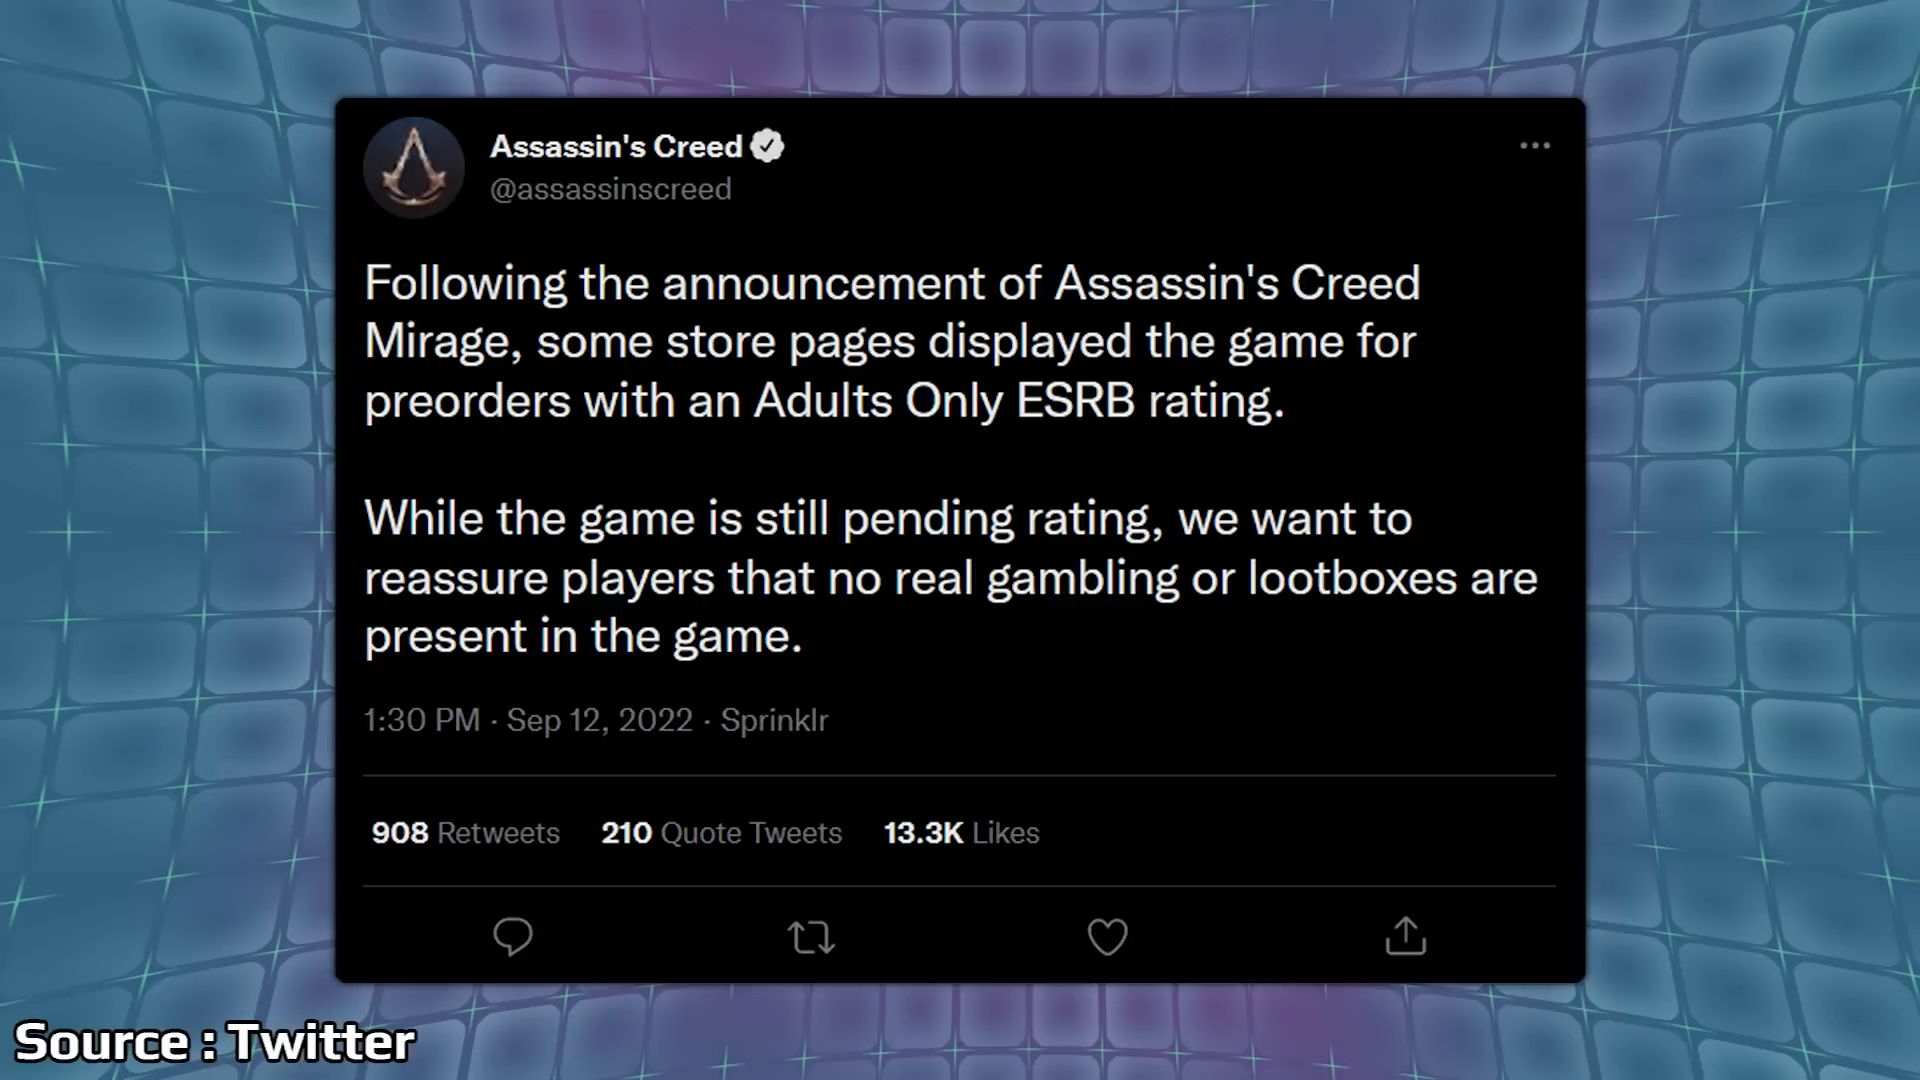 Assassin's Creed
@assassinscreed
Following the announcement of Assassin's Creed
Mirage, some store pages displayed the game for
preorders with an Adults Only ESRB rating.
While the game is still pending rating, we want to
reassure players that no real gambling or lootboxes are
present in the game.
1:30 PM · Sep 12, 2022 · Sprinklr
908 Retweets 210 Quote Tweets 13.3K Likes
Source : Twitter